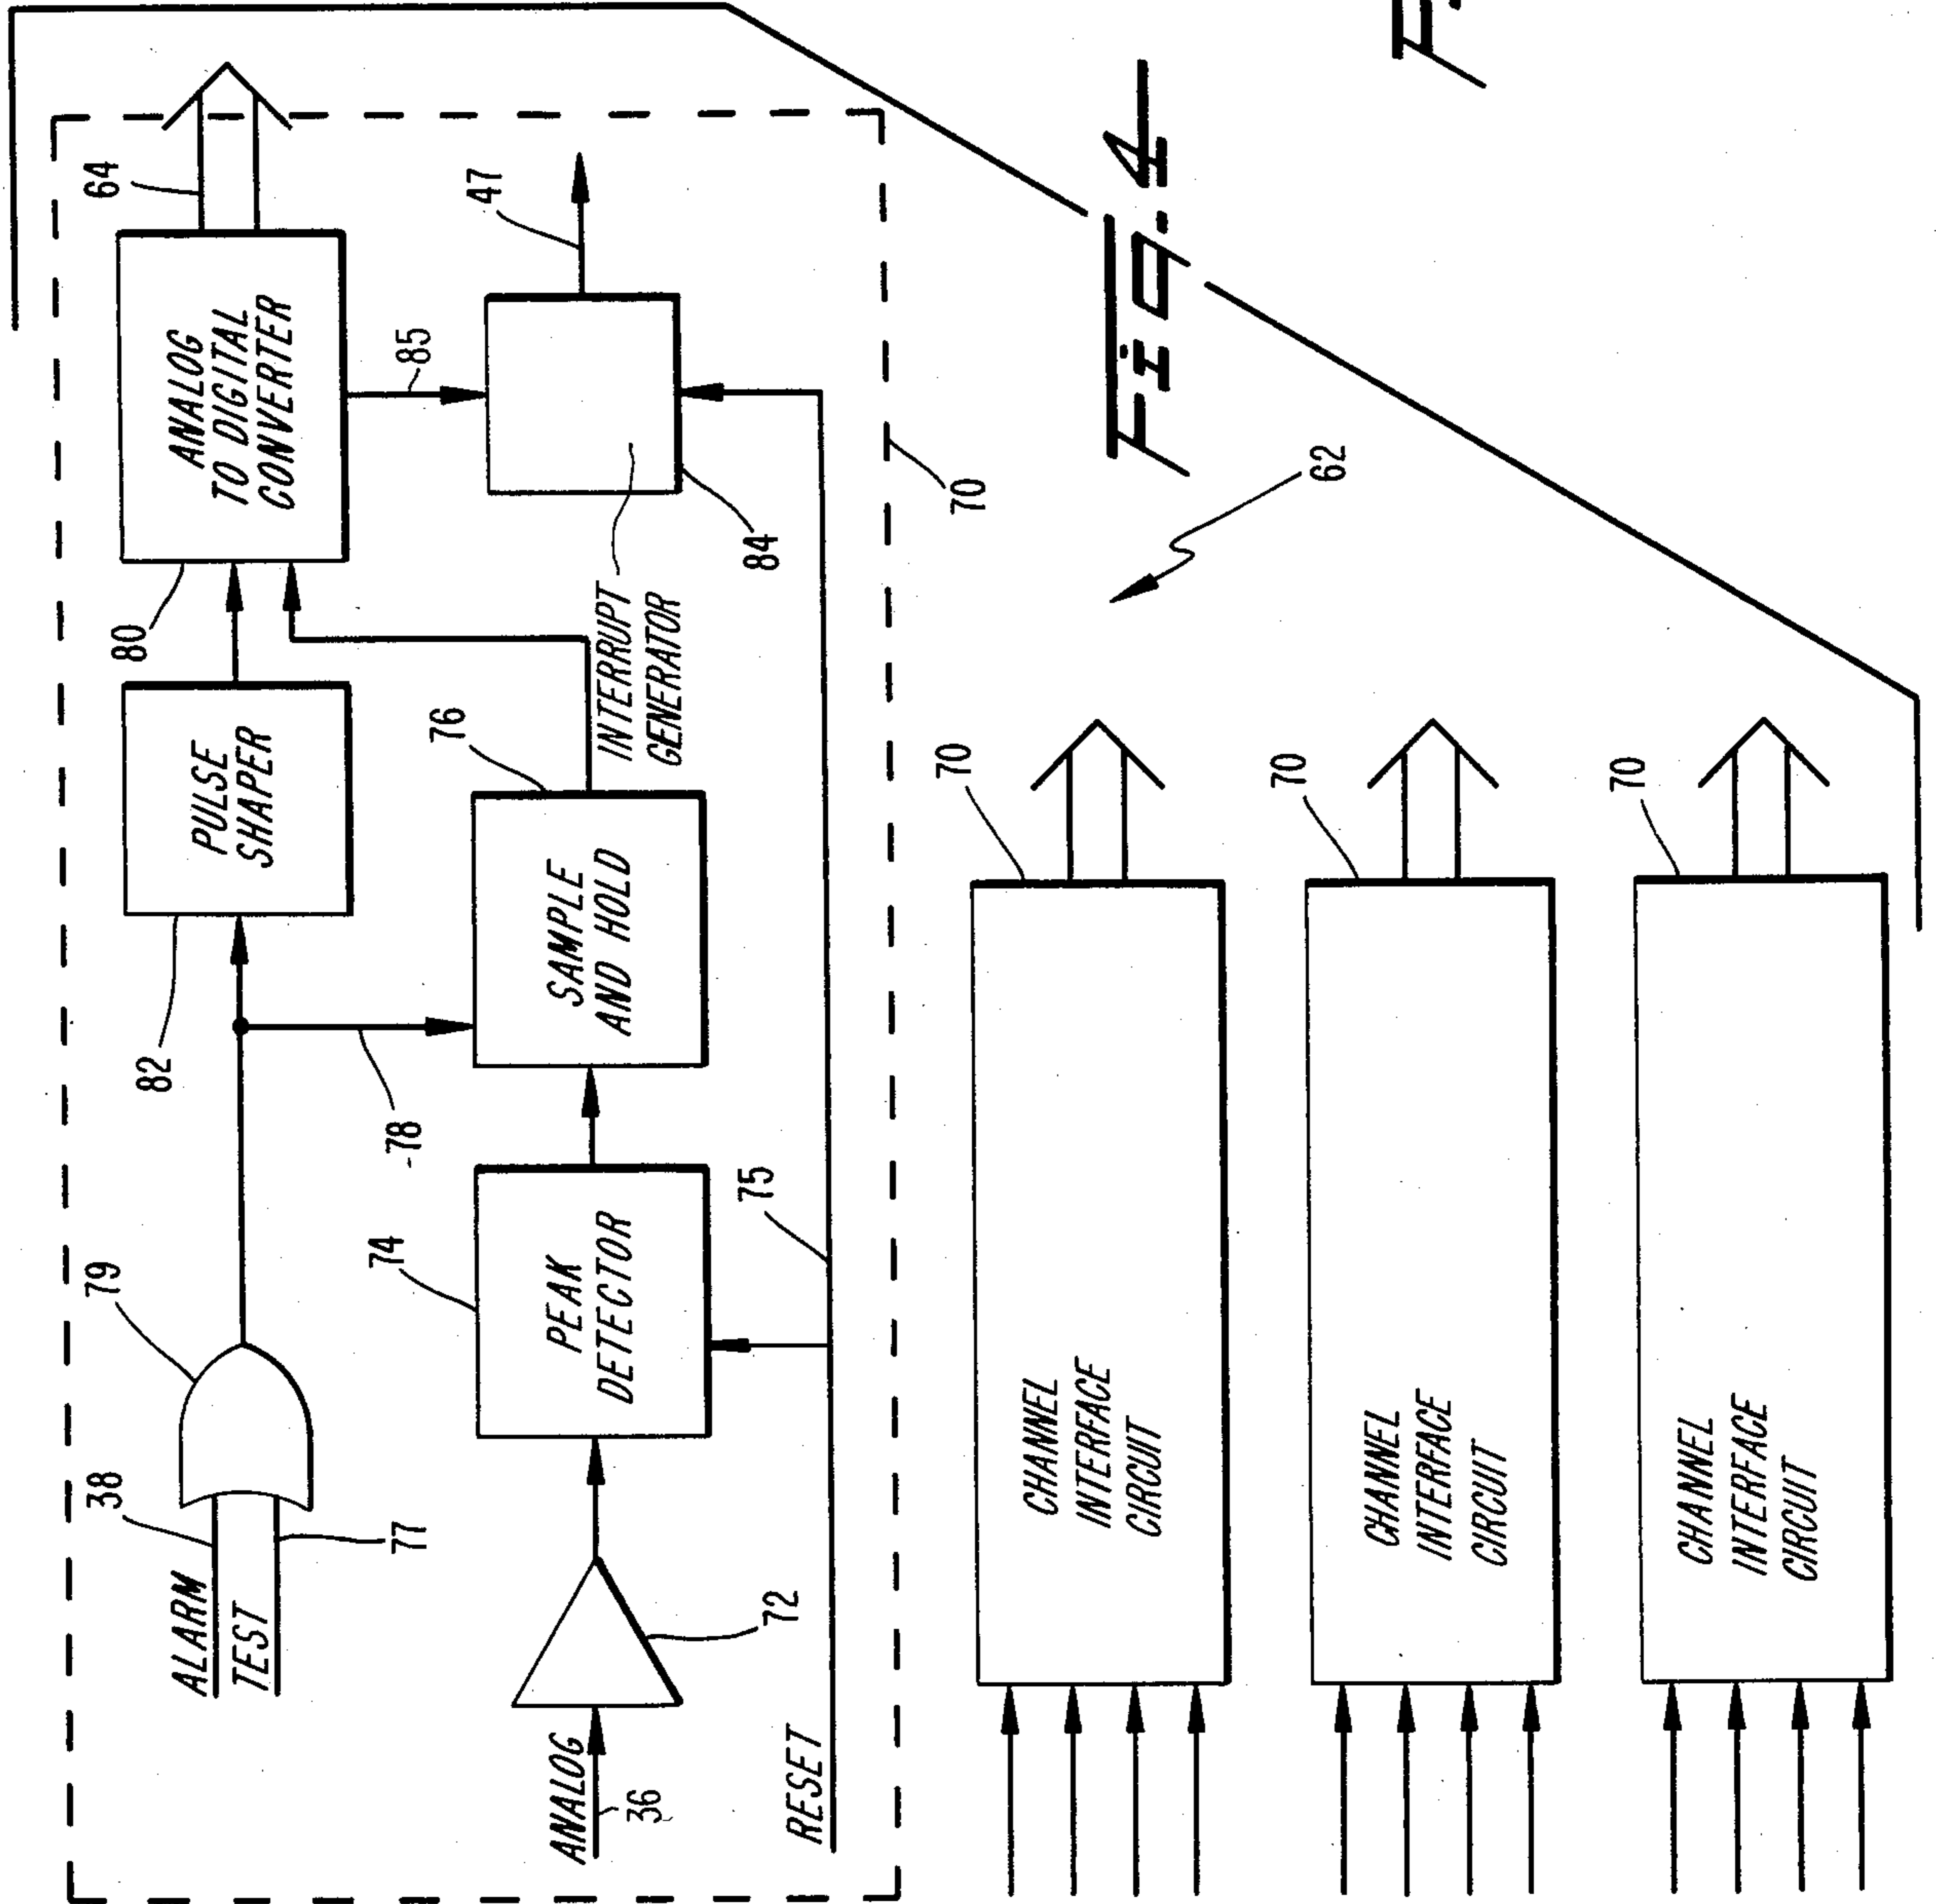 64
ANALOG
TO DIGITAL
CONVERTER
80
85
47
INTERRUPT
GENERATOR
84
PULSE
SHAPER
82
76
SAMPLE
AND HOLD
78
79
38
ALARM
TEST
77
74
PEAK
DETECTOR
75
72
ANALOG
36
RESET
70
Fig. 4
62
70
CHANNEL
INTERFACE
CIRCUIT
70
CHANNEL
INTERFACE
CIRCUIT
70
CHANNEL
INTERFACE
CIRCUIT